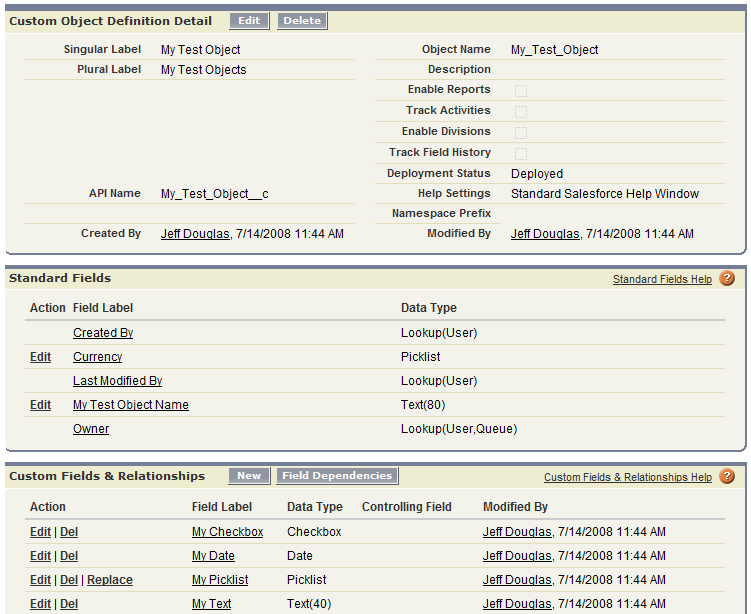 Custom Object Definition Detail Edit Delete
Singular Label My Test Object Object Name My_Test_Object
Plural Label My Test Objects Description
Enable Reports
Track Activities
Enable Divisions
Track Field History
Deployment Status Deployed
API Name My_Test_Object__c Help Settings Standard Salesforce Help Window
Namespace Prefix
Created By Jeff Douglas, 7/14/2008 11:44 AM Modified By Jeff Douglas, 7/14/2008 11:44 AM
Standard Fields Standard Fields Help ?
Action Field Label Data Type
Created By Lookup(User)
Edit Currency Picklist
Last Modified By Lookup(User)
Edit My Test Object Name Text(80)
Owner Lookup(User,Queue)
Custom Fields & Relationships New Field Dependencies Custom Fields & Relationships Help ?
Action Field Label Data Type Controlling Field Modified By
Edit | Del My Checkbox Checkbox Jeff Douglas, 7/14/2008 11:44 AM
Edit | Del My Date Date Jeff Douglas, 7/14/2008 11:44 AM
Edit | Del | Replace My Picklist Picklist Jeff Douglas, 7/14/2008 11:44 AM
Edit | Del My Text Text(40) Jeff Douglas, 7/14/2008 11:44 AM